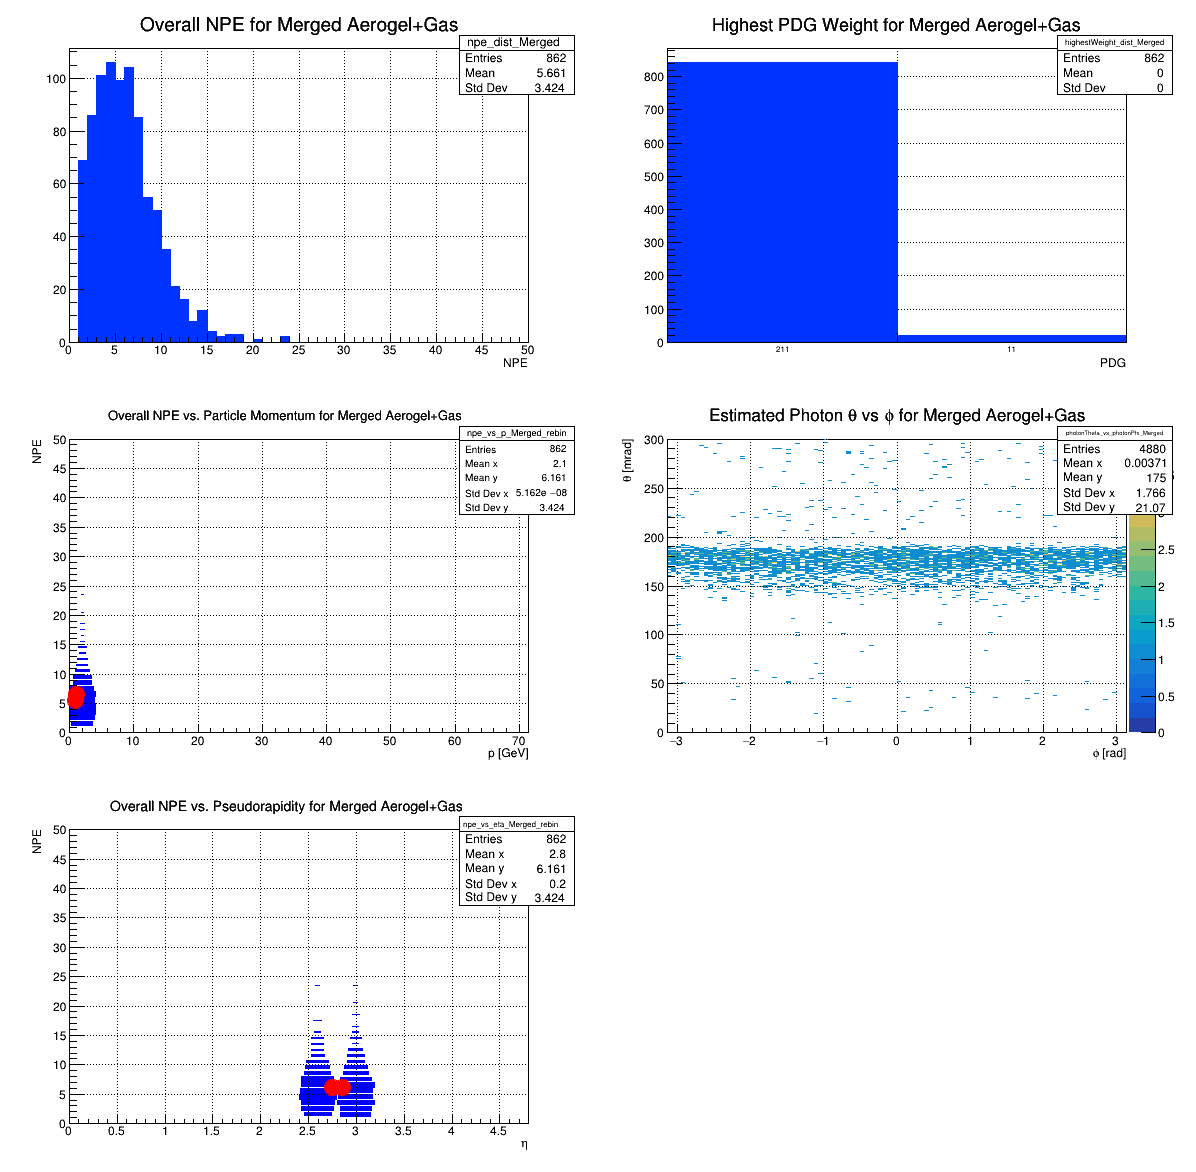 Overall NPE for Merged Aerogel+Gas
npe_dist_Merged
Entries 862
Mean 5.661
Std Dev 3.424
100
80
60
40
20
0
0 5 10 15 20 25 30 35 40 45 50
NPE
Highest PDG Weight for Merged Aerogel+Gas
highestWeight_dist_Merged
Entries 862
Mean 0
Std Dev 0
800
700
600
500
400
300
200
100
0
211 11
PDG
Overall NPE vs. Particle Momentum for Merged Aerogel+Gas
npe_vs_p_Merged_rebin
Entries 862
Mean x 2.1
Mean y 6.161
Std Dev x 5.162e −08
Std Dev y 3.424
NPE
50
45
40
35
30
25
20
15
10
5
0
0 10 20 30 40 50 60 70
p [GeV]
Estimated Photon θ vs ϕ for Merged Aerogel+Gas
photonTheta_vs_photonPhi_Merged
Entries 4880
Mean x 0.00371
Mean y 175
Std Dev x 1.766
Std Dev y 21.07
θ [mrad]
300
250
200
150
100
50
0
−3 −2 −1 0 1 2 3
ϕ [rad]
2.5
2
1.5
1
0.5
0
Overall NPE vs. Pseudorapidity for Merged Aerogel+Gas
npe_vs_eta_Merged_rebin
Entries 862
Mean x 2.8
Mean y 6.161
Std Dev x 0.2
Std Dev y 3.424
NPE
50
45
40
35
30
25
20
15
10
5
0
0 0.5 1 1.5 2 2.5 3 3.5 4 4.5
η